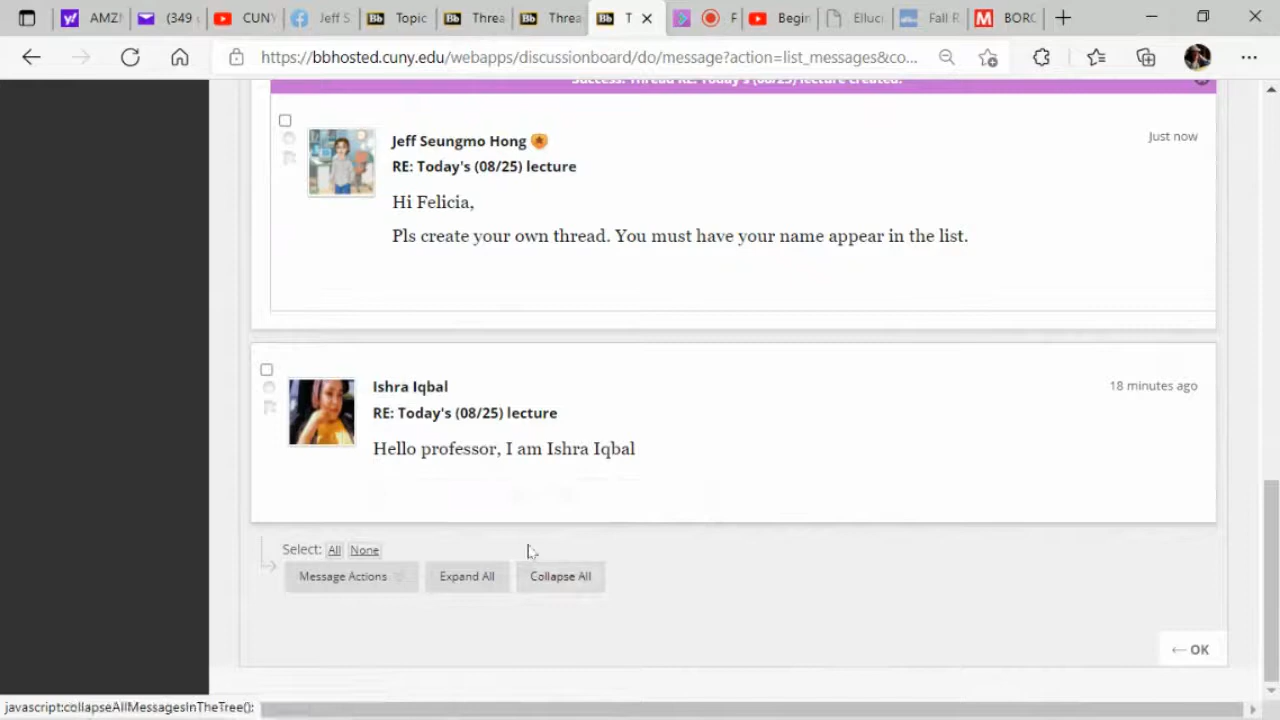 AMZ (349 CUNY Jeff S Topic Threa Threa T F Begin Elluci Fall R BORC
https://bbhosted.cuny.edu/webapps/discussionboard/do/message?action=list_messages&co...
Success: Thread RE: Today's (08/25) lecture created.
Jeff Seungmo Hong
Just now
RE: Today's (08/25) lecture
Hi Felicia,
Pls create your own thread. You must have your name appear in the list.
Ishra Iqbal
18 minutes ago
RE: Today's (08/25) lecture
Hello professor, I am Ishra Iqbal
Select: All None
Message Actions Expand All Collapse All
← OK
javascript:collapseAllMessagesInTheTree();